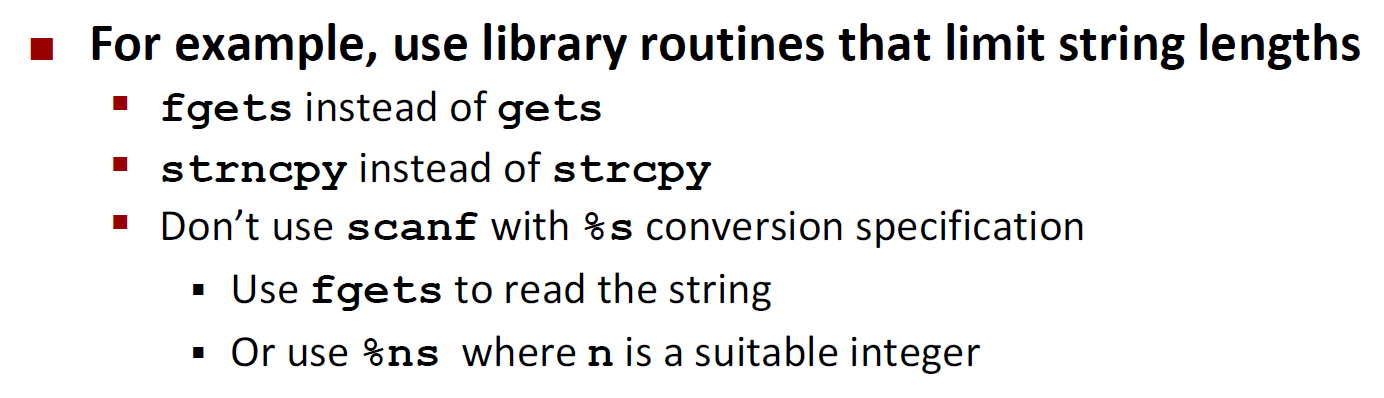 ▪ For example, use library routines that limit string lengths
▪ fgets instead of gets
▪ strncpy instead of strcpy
▪ Don’t use scanf with %s conversion specification
▪ Use fgets to read the string
▪ Or use %ns where n is a suitable integer